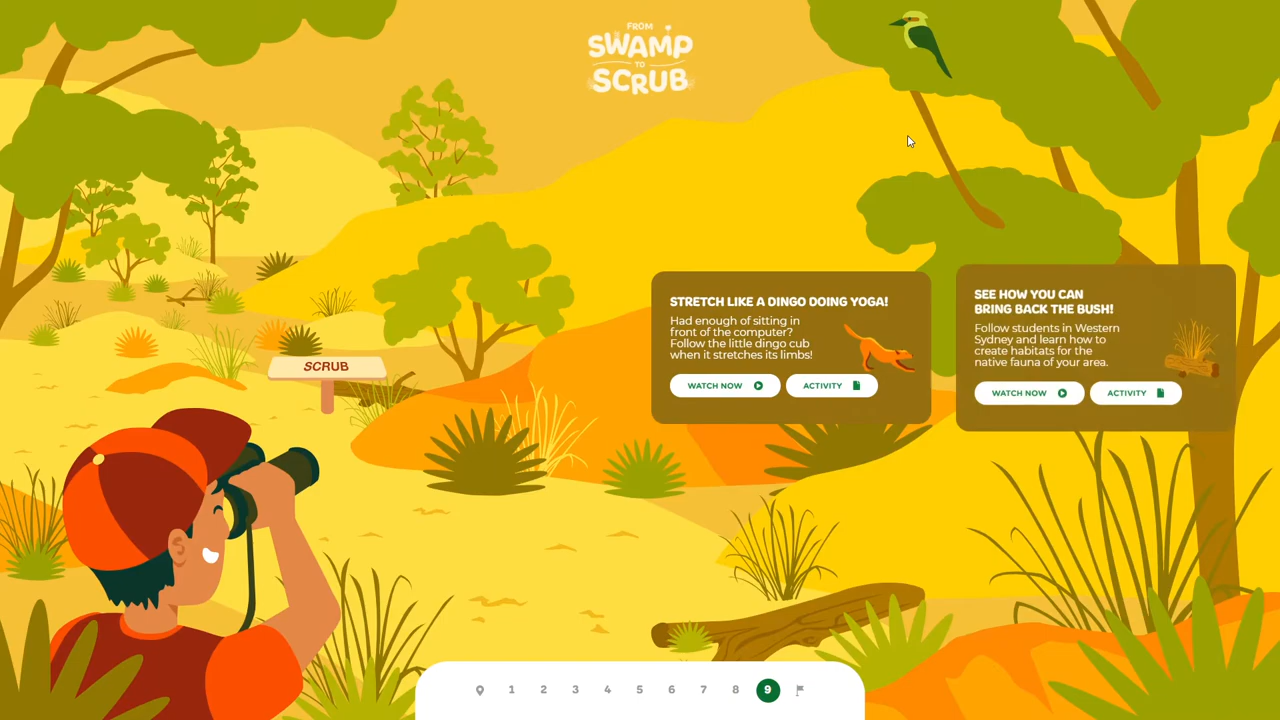 FROM
SWAMP
TO
SCRUB
STRETCH LIKE A DINGO DOING YOGA!
Had enough of sitting in
front of the computer?
Follow the little dingo cub
when it stretches its limbs!
WATCH NOW
ACTIVITY
SEE HOW YOU CAN
BRING BACK THE BUSH!
Follow students in Western
Sydney and learn how to
create habitats for the
native fauna of your area.
WATCH NOW
ACTIVITY
SCRUB
1 2 3 4 5 6 7 8 9